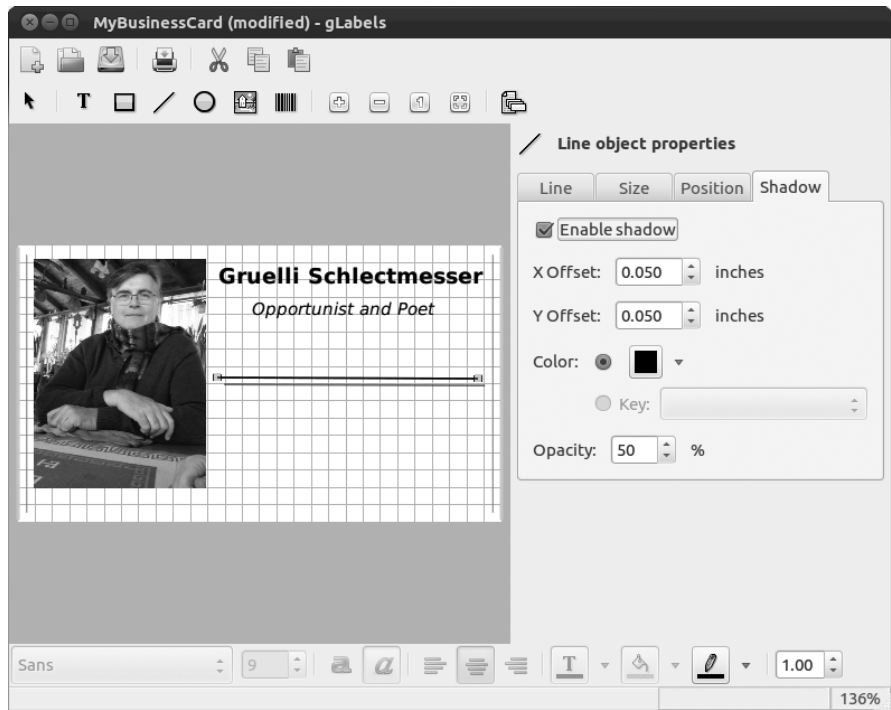 MyBusinessCard (modified) - gLabels
T
Line object properties
Line Size Position Shadow
Enable shadow
X Offset: 0.050 inches
Y Offset: 0.050 inches
Color:
Key:
Opacity: 50 %
Gruelli Schlectmesser
Opportunist and Poet
Sans 9 a a T 1.00
136%